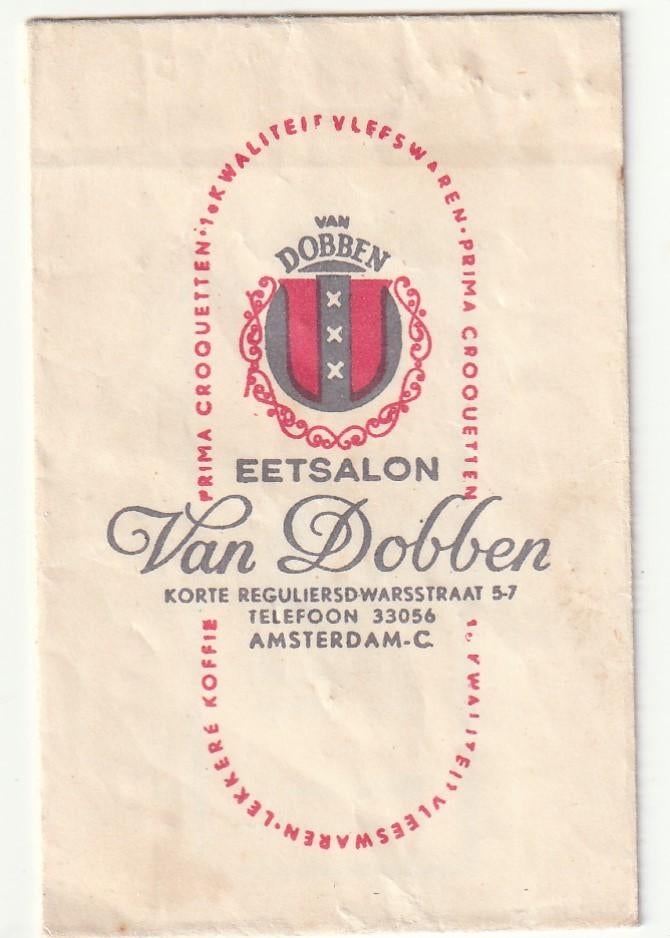 PRIMA CROQUETTEN · 1e KWALITEIT VLEESWAREN · PRIMA CROQUETTEN
VAN
DOBBEN
x
x
x
EETSALON
Van Dobben
KORTE REGULIERSDWARSSTRAAT 5-7
TELEFOON 33056
AMSTERDAM-C.
1e KWALITEIT VLEESWAREN · LEKKERE KOFFIE